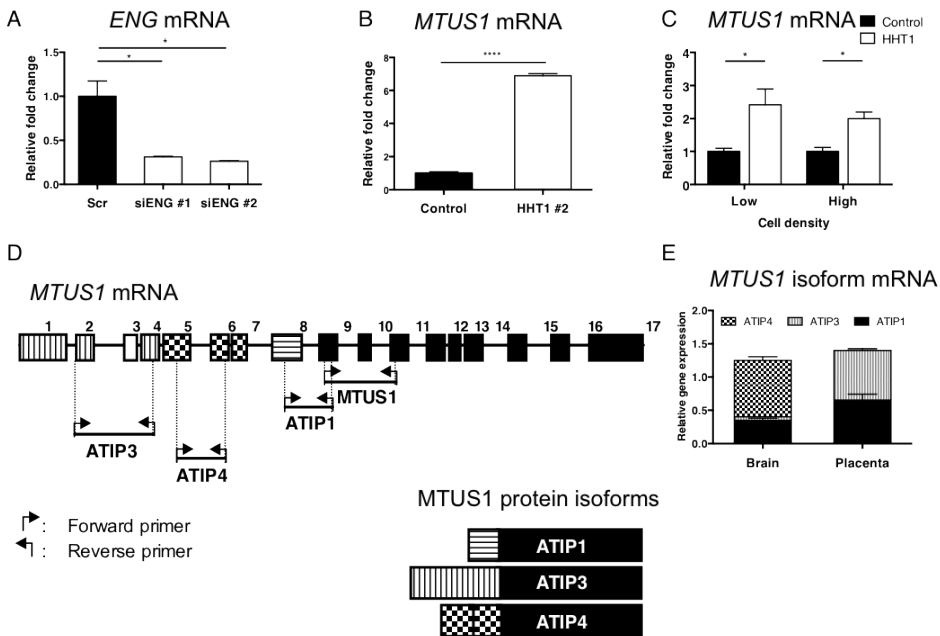 A
ENG mRNA
Relative fold change
1.5
1.0
0.5
0.0
*
*
Scr
siENG #1
siENG #2
B
MTUS1 mRNA
Relative fold change
8
6
4
2
0
****
Control
HHT1 #2
C
MTUS1 mRNA
Control
HHT1
Relative fold change
4
3
2
1
0
*
*
Low
High
Cell density
D
MTUS1 mRNA
1 2 3 4 5 6 7 8 9 10 11 12 13 14 15 16 17
MTUS1
ATIP1
ATIP3
ATIP4
: Forward primer
: Reverse primer
MTUS1 protein isoforms
ATIP1
ATIP3
ATIP4
E
MTUS1 isoform mRNA
Relative gene expression
2.0
1.5
1.0
0.5
0.0
ATIP4
ATIP3
ATIP1
Brain
Placenta